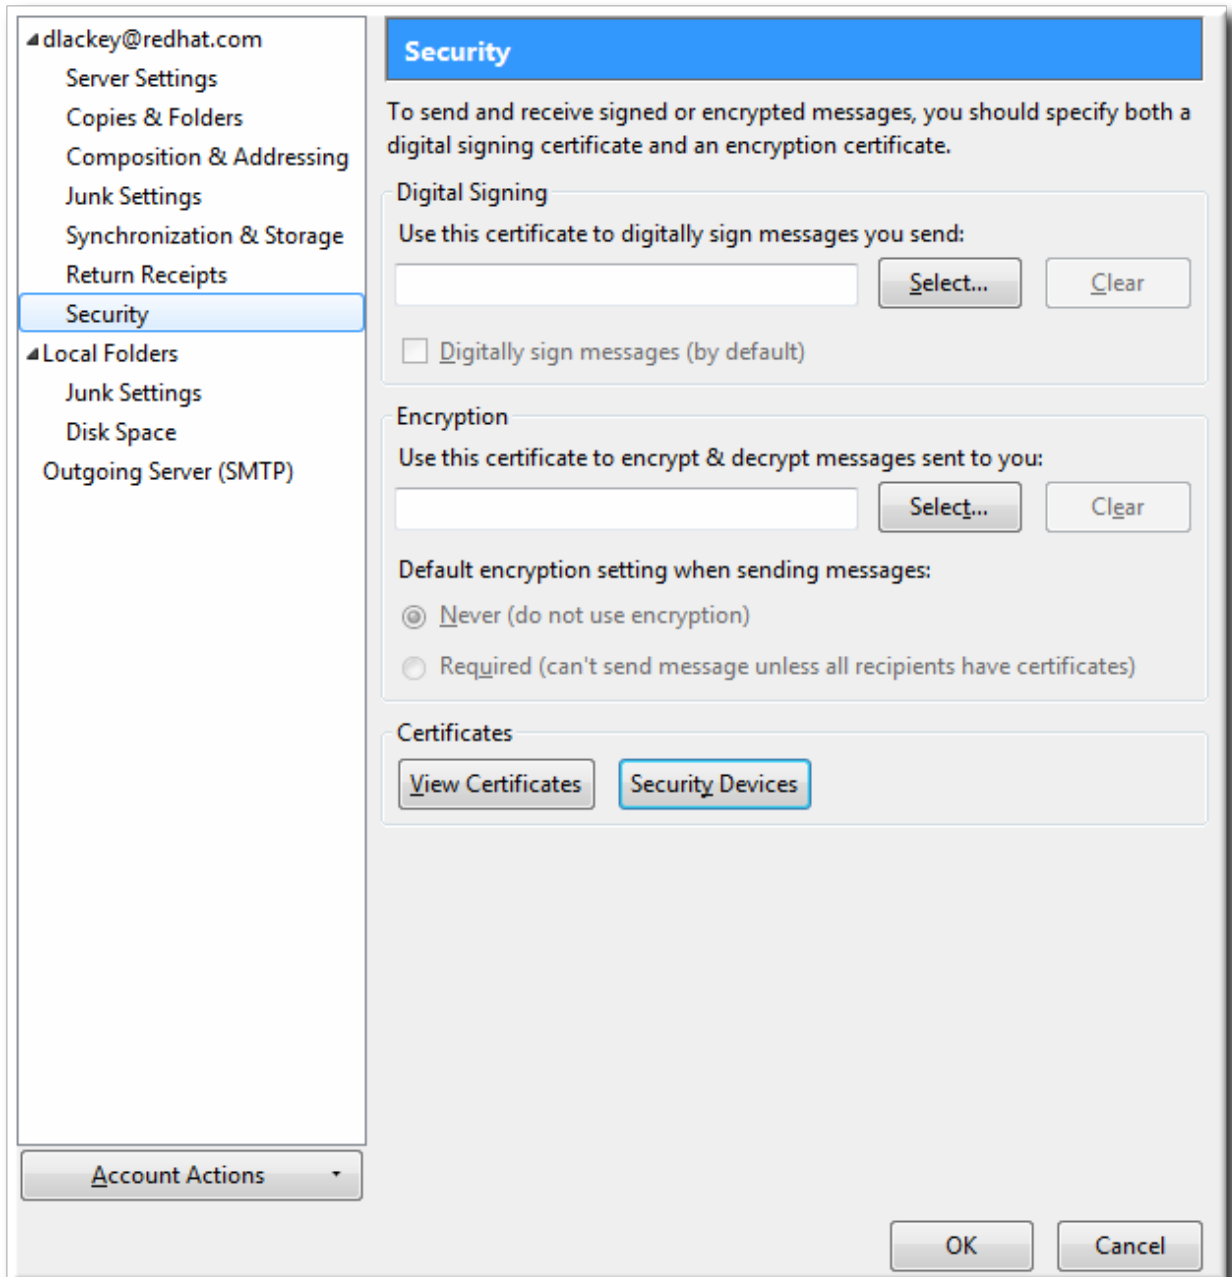 dlackey@redhat.com
Server Settings
Copies & Folders
Composition & Addressing
Junk Settings
Synchronization & Storage
Return Receipts
Security
Local Folders
Junk Settings
Disk Space
Outgoing Server (SMTP)
Account Actions
Security
To send and receive signed or encrypted messages, you should specify both a
digital signing certificate and an encryption certificate.
Digital Signing
Use this certificate to digitally sign messages you send:
Select... Clear
Digitally sign messages (by default)
Encryption
Use this certificate to encrypt & decrypt messages sent to you:
Select... Clear
Default encryption setting when sending messages:
Never (do not use encryption)
Required (can't send message unless all recipients have certificates)
Certificates
View Certificates Security Devices
OK Cancel